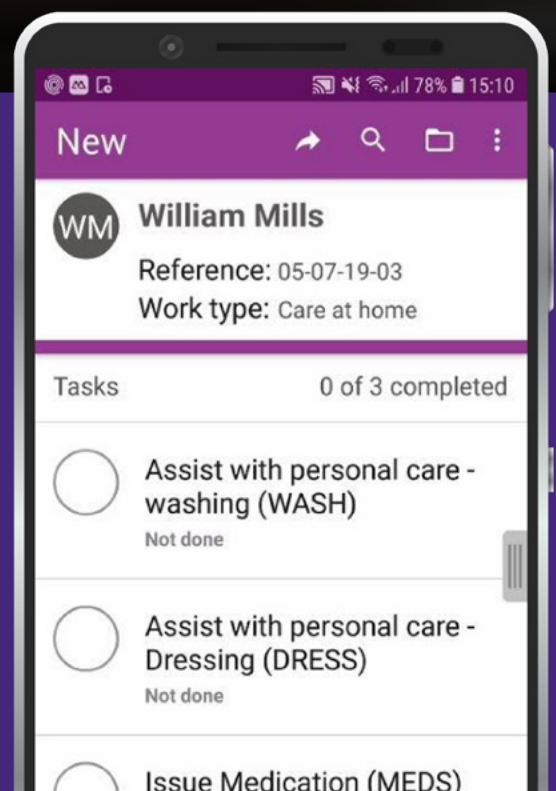 78% 15:10
New
WM
William Mills
Reference: 05-07-19-03
Work type: Care at home
Tasks 0 of 3 completed
Assist with personal care -
washing (WASH)
Not done
Assist with personal care -
Dressing (DRESS)
Not done
Issue Medication (MEDS)